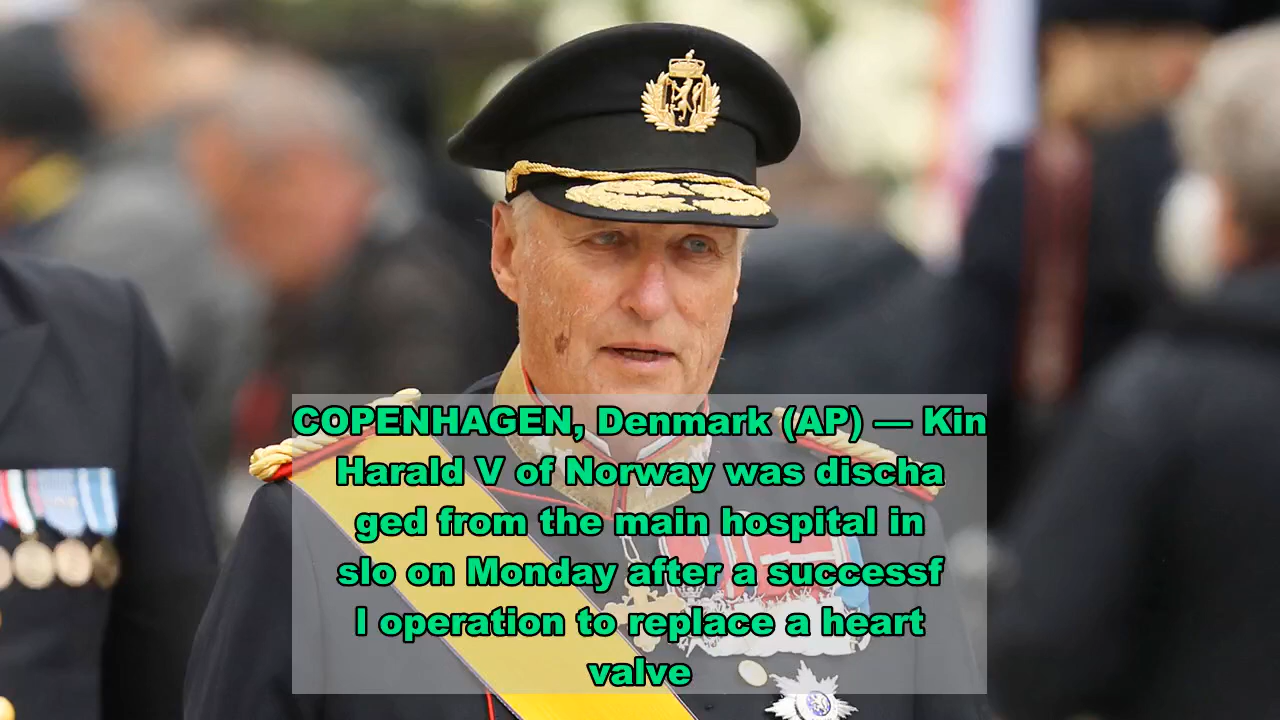 COPENHAGEN, Denmark (AP) — Kin
Harald V of Norway was discha
ged from the main hospital in
slo on Monday after a successf
l operation to replace a heart
valve